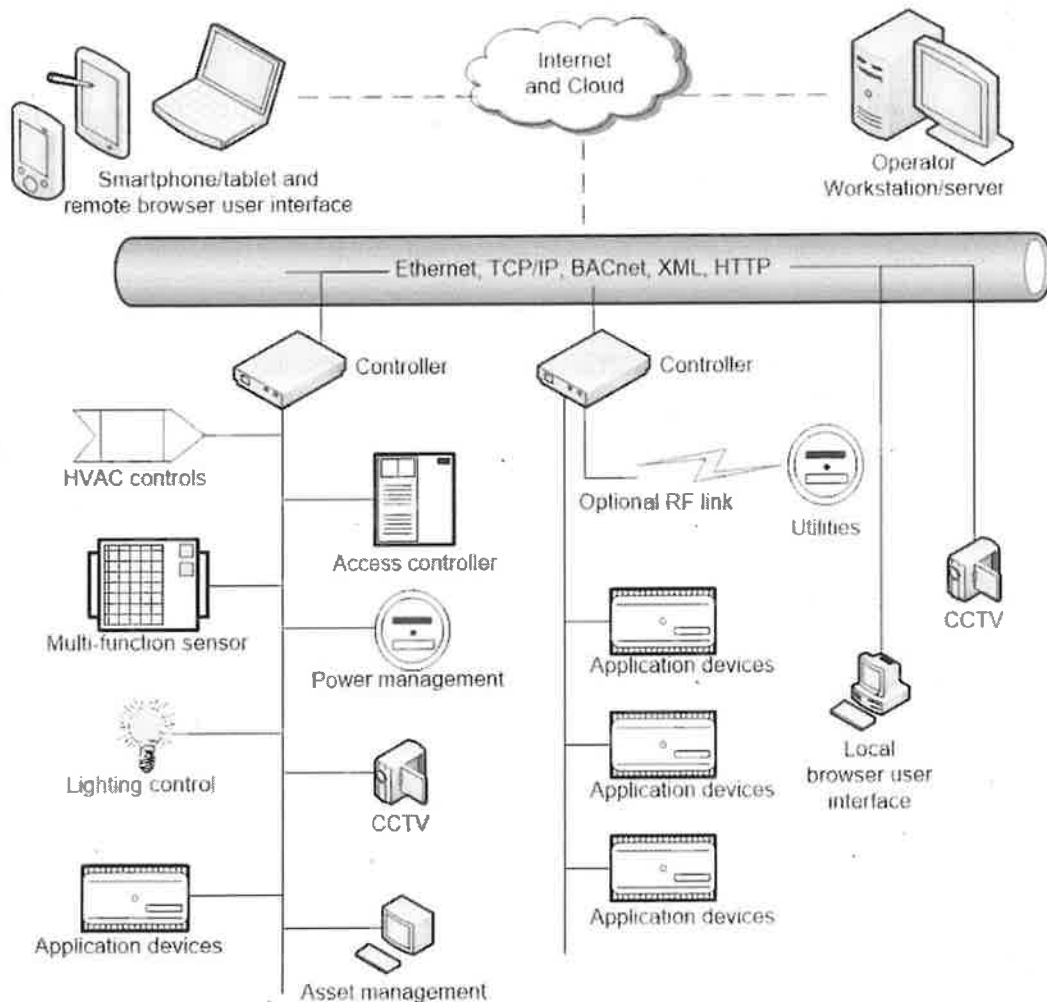 Internet
and Cloud
Smartphone/tablet and
remote browser user interface
Operator
Workstation/server
Ethernet, TCP/IP, BACnet, XML, HTTP
Controller
Controller
HVAC controls
Access controller
Optional RF link
Utilities
Multi-function sensor
Power management
Application devices
CCTV
Lighting control
CCTV
Application devices
Local
browser user
interface
Application devices
Asset management
Application devices